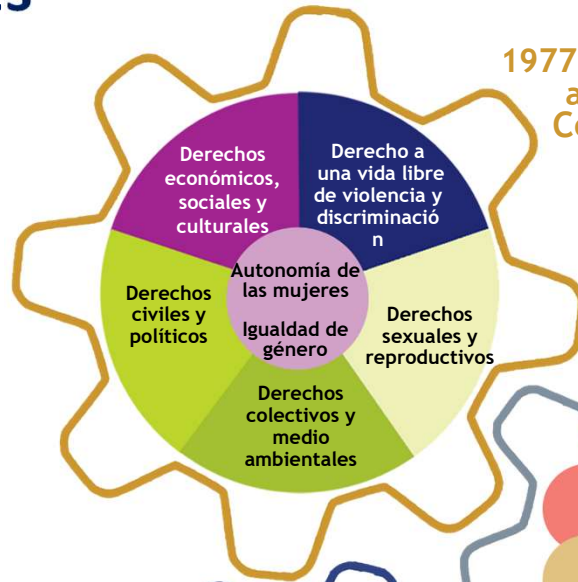 1977
a
Co
Derechos
económicos,
sociales y
culturales
Derecho a
una vida libre
de violencia y
discriminació
n
Autonomía de
las mujeres
Igualdad de
género
Derechos
civiles y
políticos
Derechos
sexuales y
reproductivos
Derechos
colectivos y
medio
ambientales